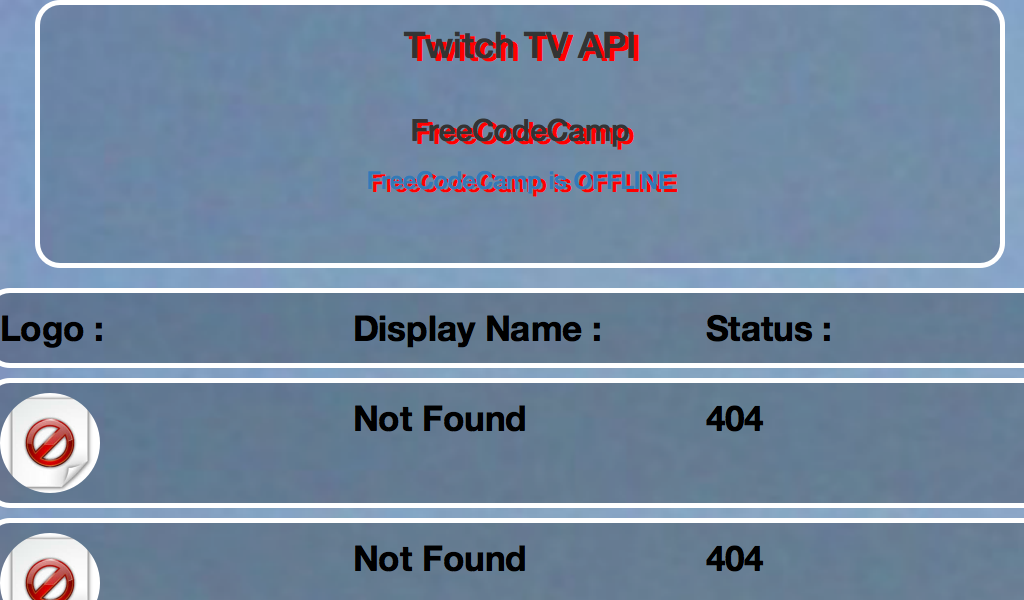 Twitch TV API
FreeCodeCamp
FreeCodeCamp is OFFLINE
Logo : Display Name : Status :
Not Found 404
Not Found 404